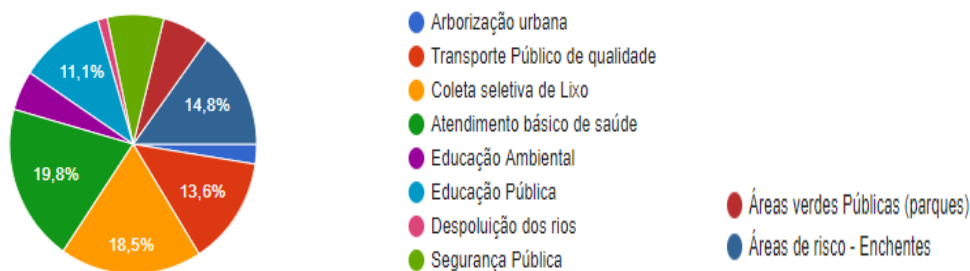 11,1%
14,8%
19,8%
13,6%
18,5%
Arborização urbana
Transporte Público de qualidade
Coleta seletiva de Lixo
Atendimento básico de saúde
Educação Ambiental
Educação Pública
Despoluição dos rios
Segurança Pública
Áreas verdes Públicas (parques)
Áreas de risco - Enchentes